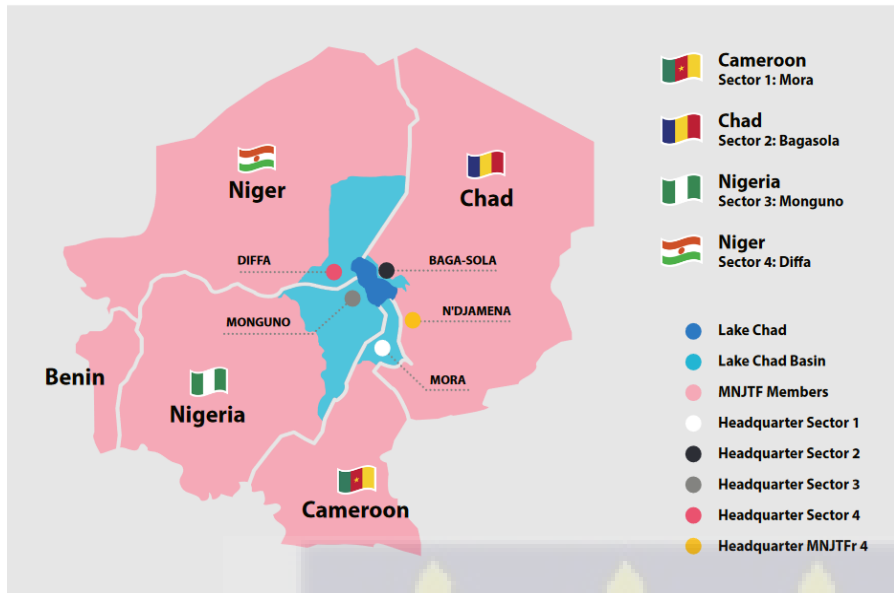 Niger
Chad
DIFFA
BAGA-SOLA
MONGUNO
N'DJAMENA
MORA
Benin
Nigeria
Cameroon
Cameroon
Sector 1: Mora
Chad
Sector 2: Bagasola
Nigeria
Sector 3: Monguno
Niger
Sector 4: Diffa
Lake Chad
Lake Chad Basin
MNJTF Members
Headquarter Sector 1
Headquarter Sector 2
Headquarter Sector 3
Headquarter Sector 4
Headquarter MNJTFr 4